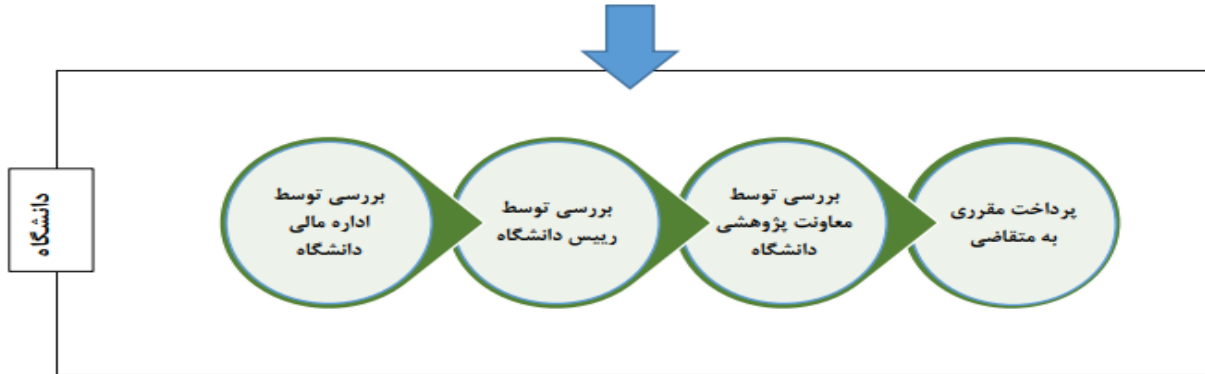 دانشگاه
بررسی توسط
اداره مالی
دانشگاه
بررسی توسط
رییس دانشگاه
بررسی توسط
معاونت پژوهشی
دانشگاه
پرداخت مقرری
به متقاضی